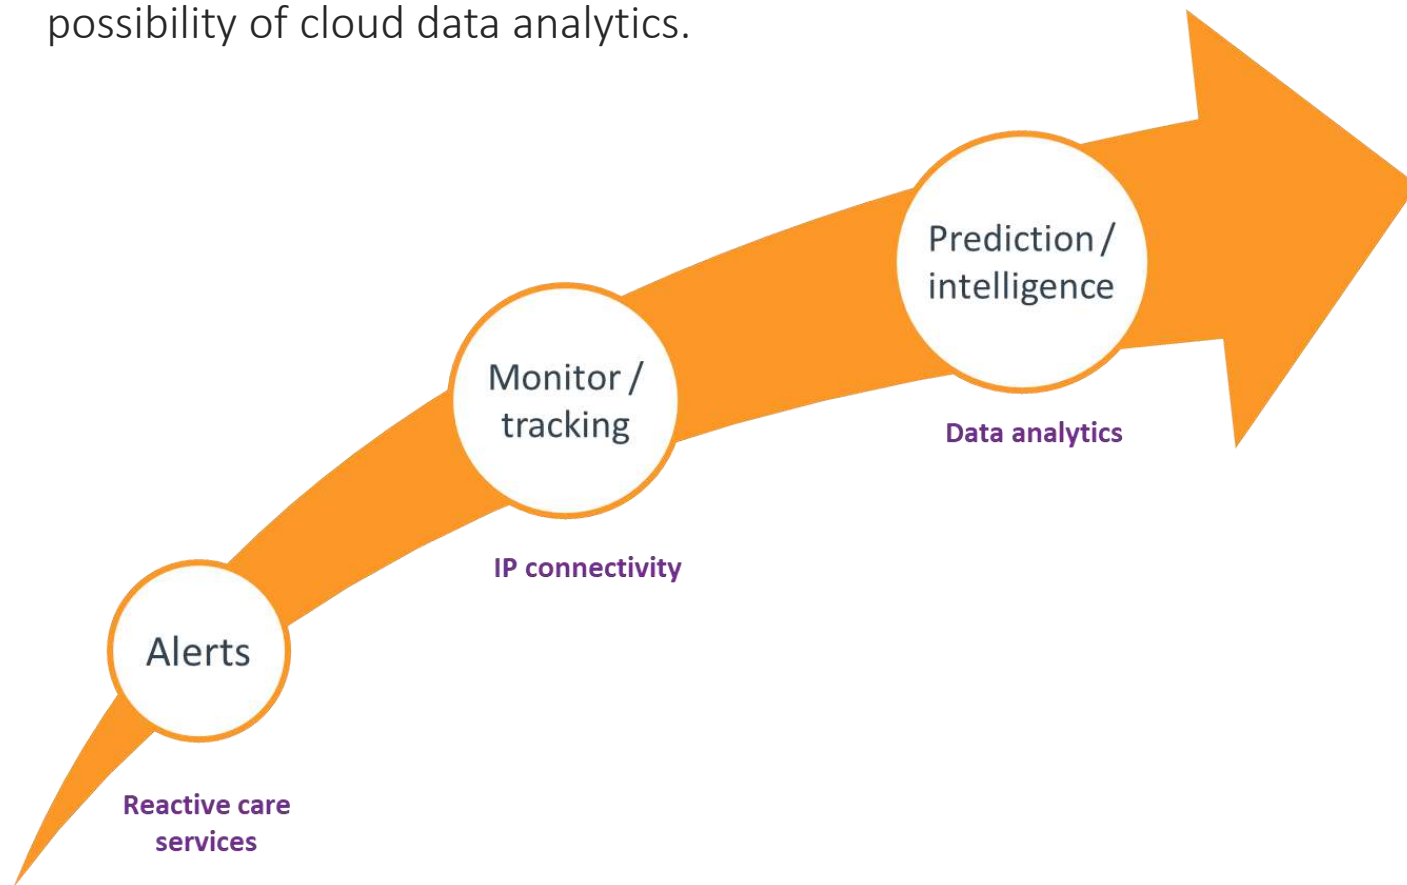 possibility of cloud data analytics.
Prediction /
intelligence
Data analytics
Monitor /
tracking
IP connectivity
Alerts
Reactive care
services